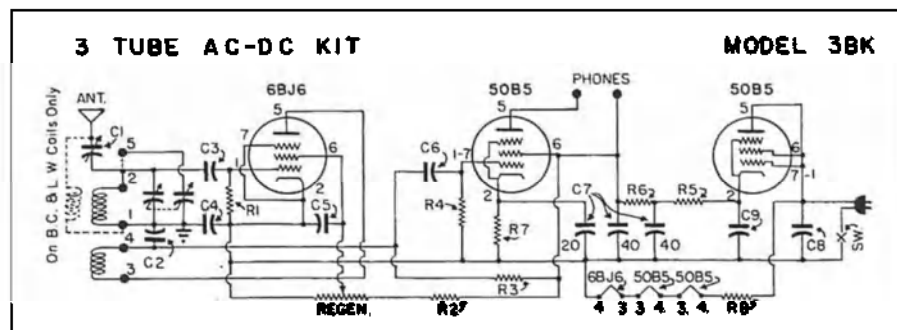 3 TUBE AC-DC KIT
MODEL 3BK
PHONES
6BJ6
50B5
50B5
ANT.
C1
5
7
5
6
5
6
C3
1
2
C6
1-7
2
2
7-1
5
2
1
4
3
C4
C2
R1
C5
R4
R7
C7
R6
R5
C9
C8
SW.
20
40
40
R3
6BJ6
50B5
50B5
4
3
3
4.
3.
4.
R8
REGEN.
R2
On B.C. & L.W. Coils Only